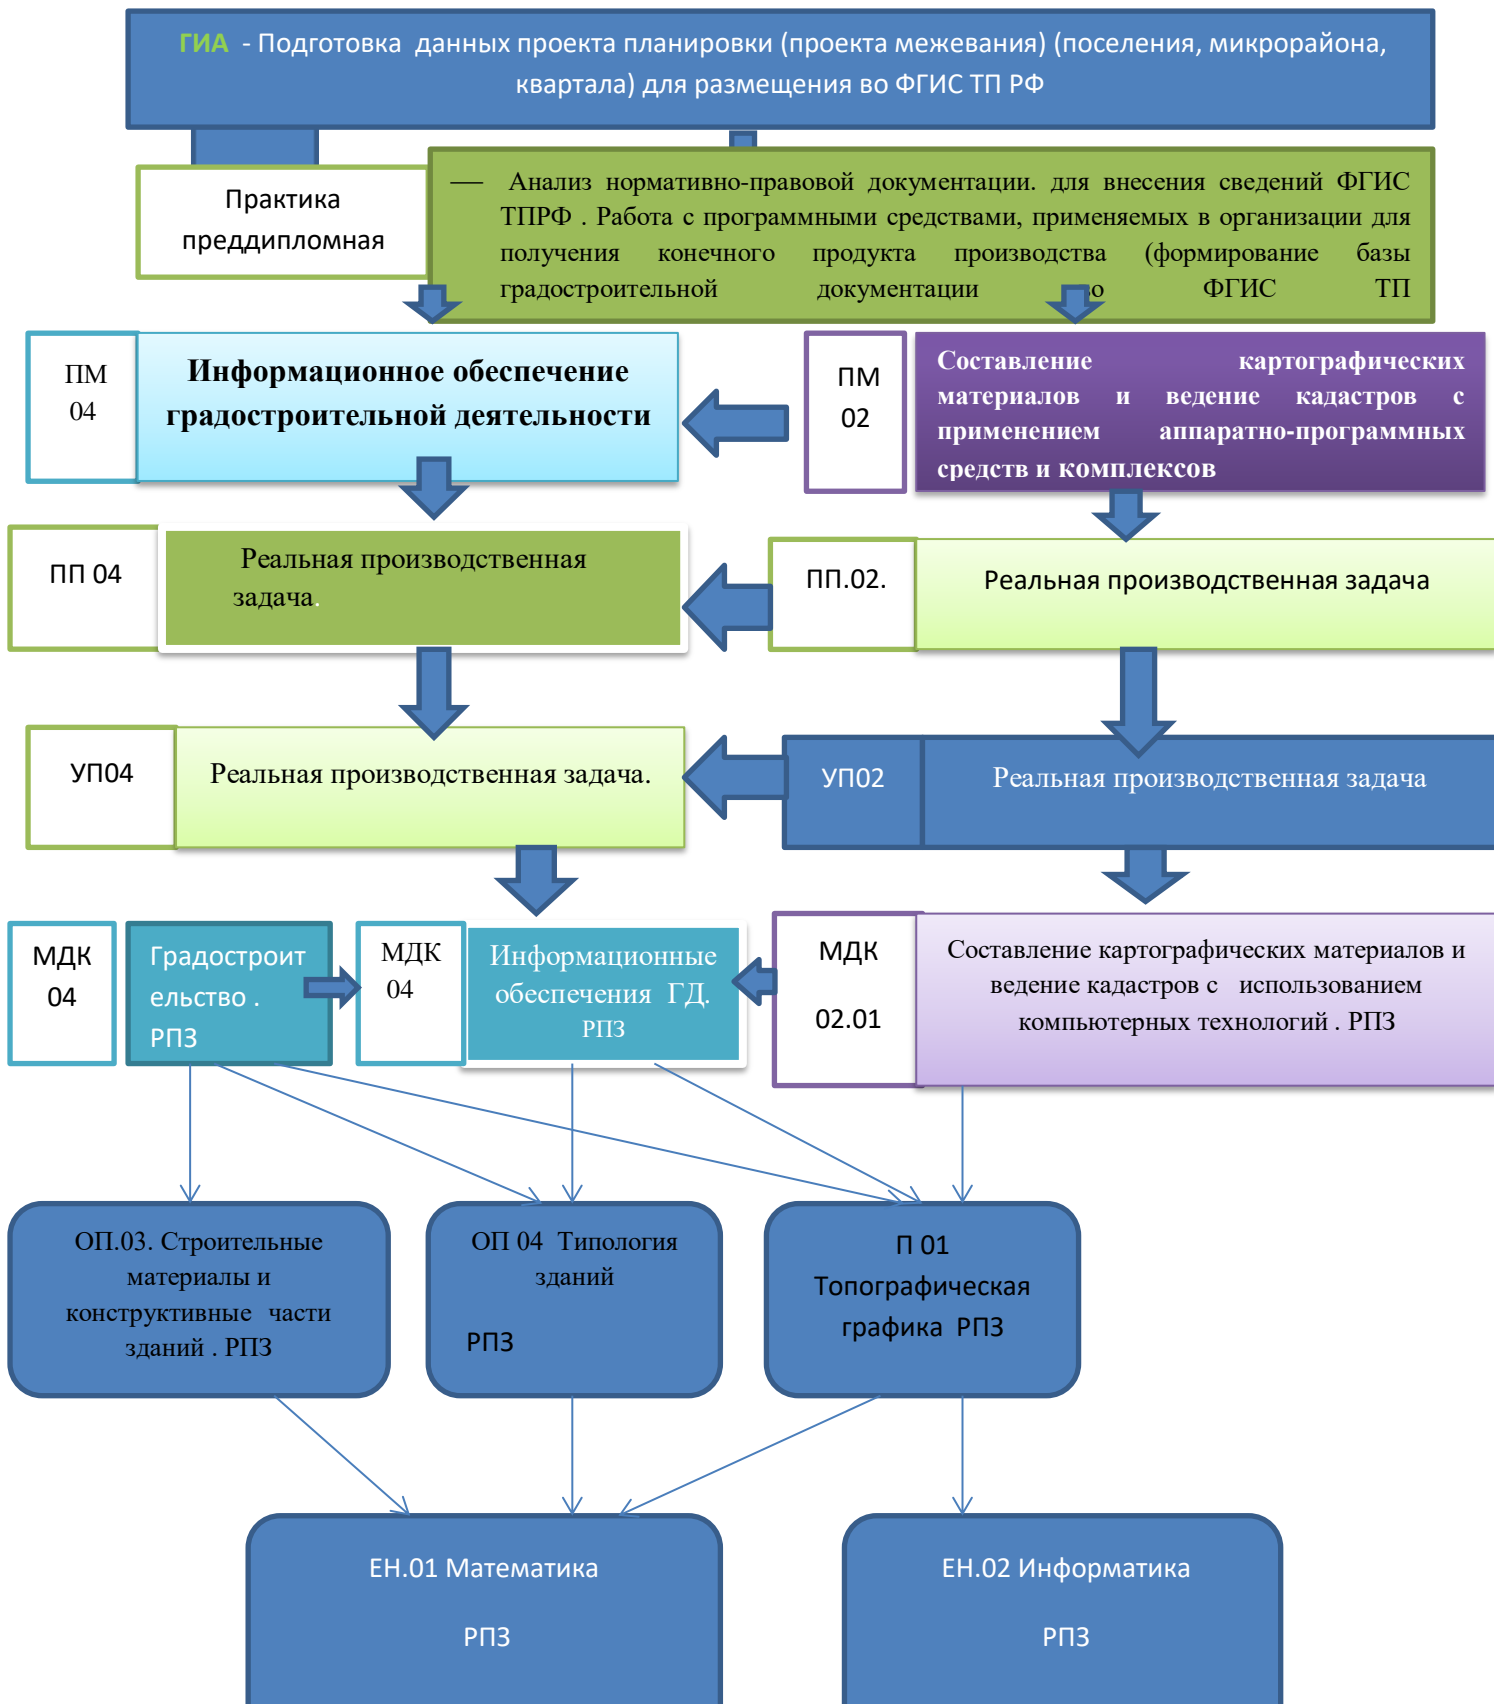 ГИА - Подготовка данных проекта планировки (проекта межевания) (поселения, микрорайона,
квартала) для размещения во ФГИС ТП РФ
Практика
преддипломная
— Анализ нормативно-правовой документации. для внесения сведений ФГИС
ТПРФ . Работа с программными средствами, применяемых в организации для
получения конечного продукта производства (формирование базы
градостроительной документации во ФГИС ТП
ПМ
04
Информационное обеспечение
градостроительной деятельности
ПМ
02
Составление картографических
материалов и ведение кадастров с
применением аппаратно-программных
средств и комплексов
ПП 04
Реальная производственная
задача.
ПП.02.
Реальная производственная задача
УП04
Реальная производственная задача.
УП02
Реальная производственная задача
МДК
04
Градостроит
ельство .
РПЗ
МДК
04
Информационные
обеспечения ГД.
РПЗ
МДК
02.01
Составление картографических материалов и
ведение кадастров с использованием
компьютерных технологий . РПЗ
ОП.03. Строительные
материалы и
конструктивные части
зданий . РПЗ
ОП 04 Типология
зданий
РПЗ
П 01
Топографическая
графика РПЗ
ЕН.01 Математика
РПЗ
ЕН.02 Информатика
РПЗ